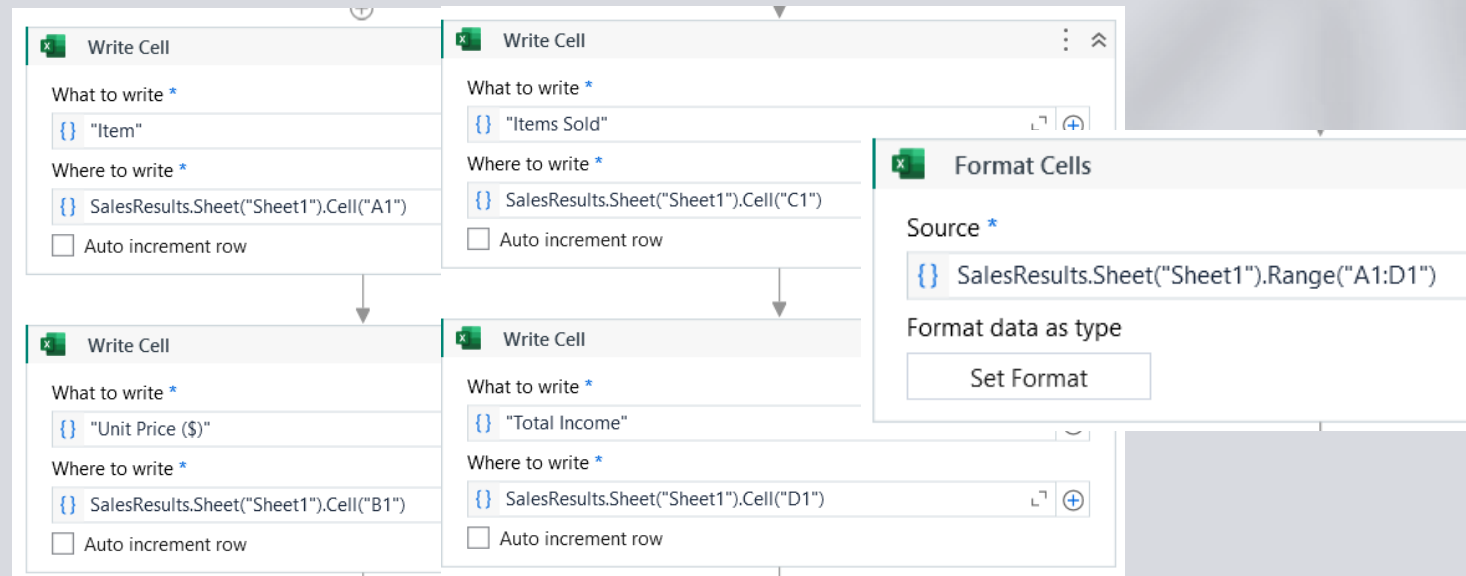 Write Cell
What to write *
{} "Item"
Where to write *
{} SalesResults.Sheet("Sheet1").Cell("A1")
Auto increment row
Write Cell
What to write *
{} "Unit Price ($)"
Where to write *
{} SalesResults.Sheet("Sheet1").Cell("B1")
Auto increment row
Write Cell
What to write *
{} "Items Sold"
Where to write *
{} SalesResults.Sheet("Sheet1").Cell("C1")
Auto increment row
Write Cell
What to write *
{} "Total Income"
Where to write *
{} SalesResults.Sheet("Sheet1").Cell("D1")
Auto increment row
Format Cells
Source *
{} SalesResults.Sheet("Sheet1").Range("A1:D1")
Format data as type
Set Format